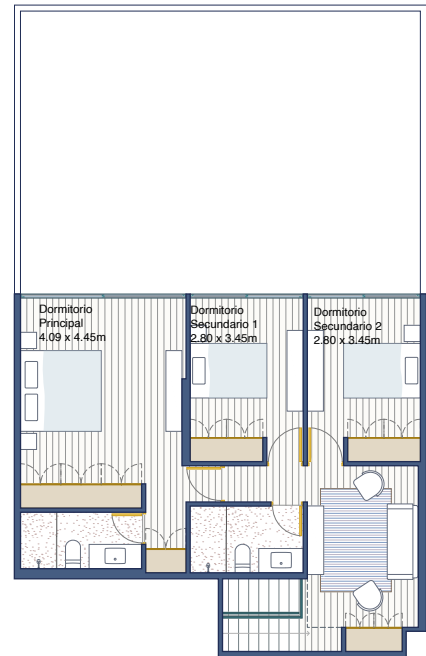 Dormitorio
Principal
4.09 x 4.45m
Dormitorio
Secundario 1
2.80 x 3.45m
Dormitorio
Secundario 2
2.80 x 3.45m